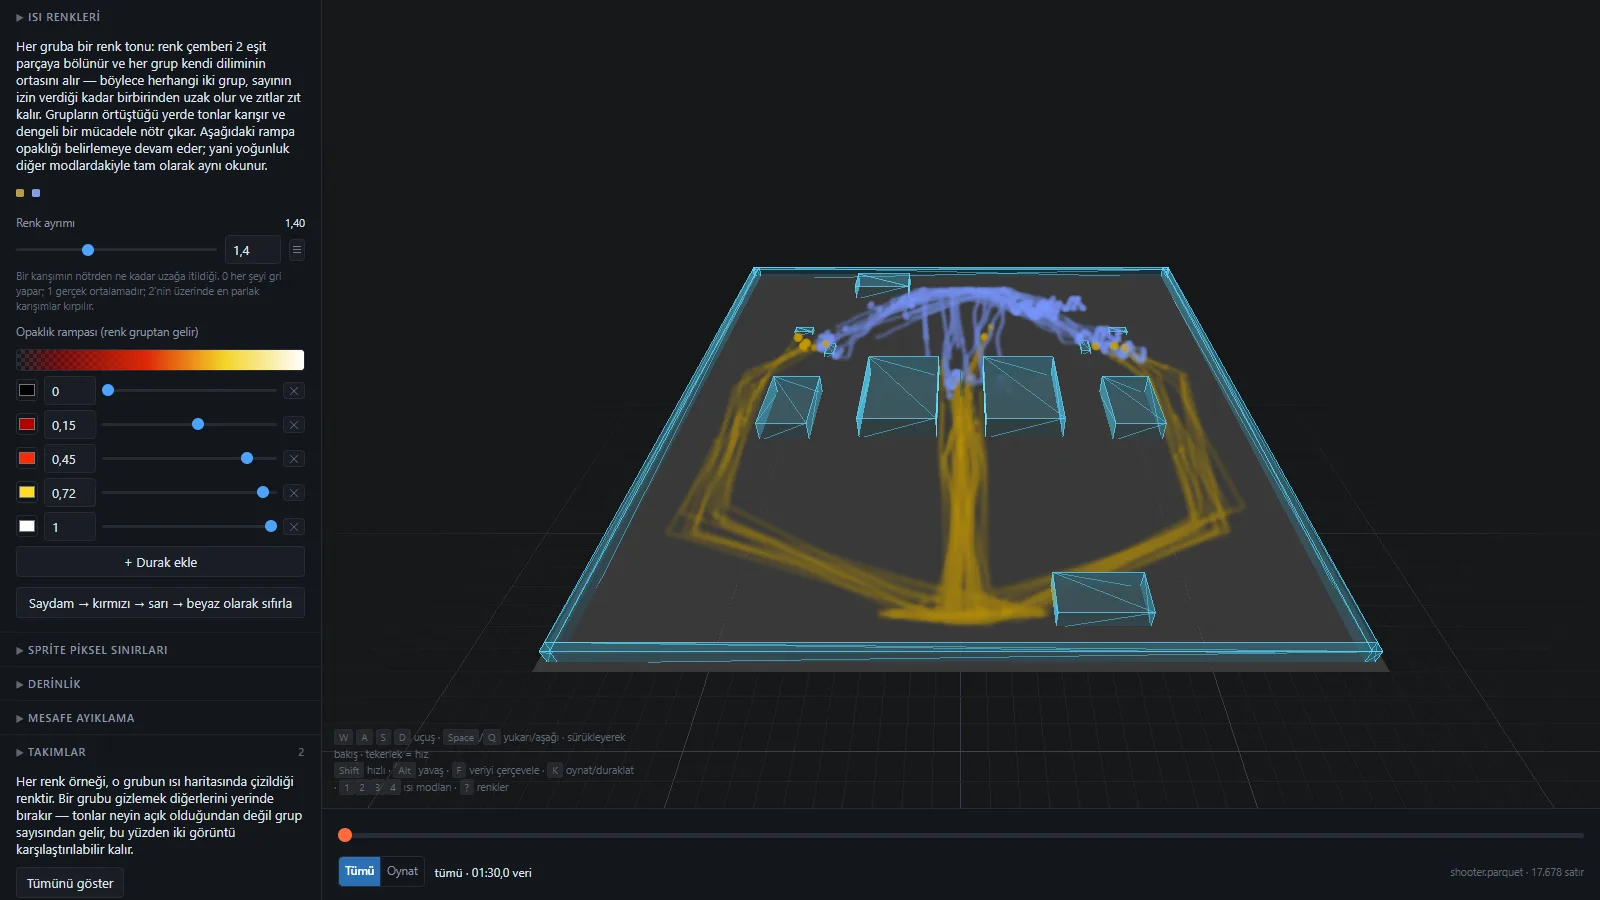 ISI RENKLERİ
Her gruba bir renk tonu: renk çemberi 2 eşit
parçaya bölünür ve her grup kendi diliminin
ortasını alır — böylece herhangi iki grup, sayının
izin verdiği kadar birbirinden uzak olur ve zıtlar zıt
kalır. Grupların örtüştüğü yerde tonlar karışır ve
dengeli bir mücadele nötr çıkar. Aşağıdaki rampa
opaklığı belirlemeye devam eder; yani yoğunluk
diğer modlardakiyle tam olarak aynı okunur.
Renk ayrımı 1,40
1,4
Bir karışımın nötrden ne kadar uzağa itildiği. 0 her şeyi gri
yapar; 1 gerçek ortalamadır; 2'nin üzerinde en parlak
karışımlar kırpılır.
Opaklık rampası (renk gruptan gelir)
0
0,15
0,45
0,72
1
+ Durak ekle
Saydam → kırmızı → sarı → beyaz olarak sıfırla
SPRİTE PİKSEL SINIRLARI
DERİNLİK
MESAFE AYIKLAMA
TAKIMLAR 2
Her renk örneği, o grubun ısı haritasında çizildiği
renktir. Bir grubu gizlemek diğerlerini yerinde
bırakır — tonlar neyin açık olduğundan değil grup
sayısından gelir, bu yüzden iki görüntü
karşılaştırılabilir kalır.
Tümünü göster
W A S D uçuş · Space / Q yukarı/aşağı · sürükleyerek
bakış · tekerlek = hız
Shift hızlı · Alt yavaş · F veriyi çerçevele · K oynat/duraklat
· 1 2 3 / 4 ısı modları · ? renkler
Tümü Oynat tümü · 01:30,0 veri
shooter.parquet · 17.678 satır